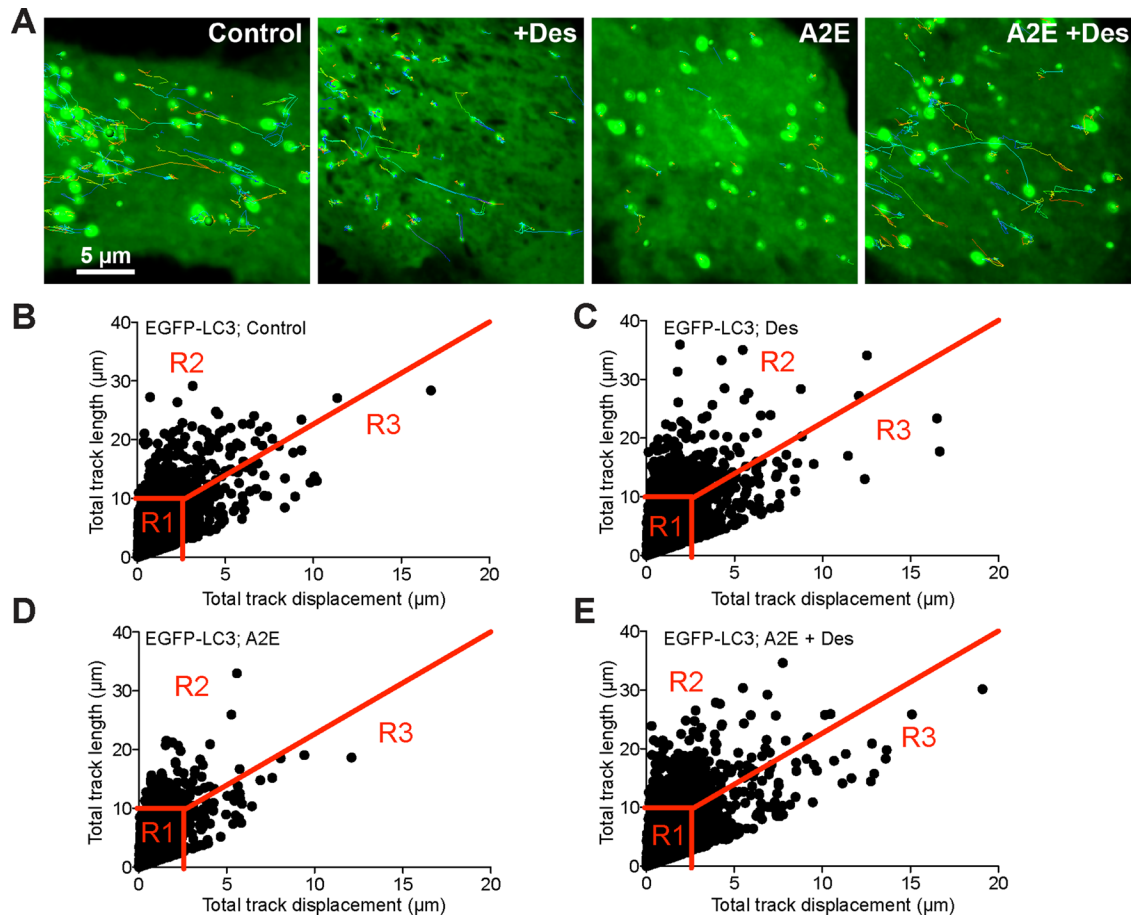 A
Control
+Des
A2E
A2E +Des
5 µm
B
EGFP-LC3; Control
R2
R3
R1
Total track length (µm)
40
30
20
10
0
0 5 10 15 20
Total track displacement (µm)
C
EGFP-LC3; Des
R2
R3
R1
Total track length (µm)
40
30
20
10
0
0 5 10 15 20
Total track displacement (µm)
D
EGFP-LC3; A2E
R2
R3
R1
Total track length (µm)
40
30
20
10
0
0 5 10 15 20
Total track displacement (µm)
E
EGFP-LC3; A2E + Des
R2
R3
R1
Total track length (µm)
40
30
20
10
0
0 5 10 15 20
Total track displacement (µm)